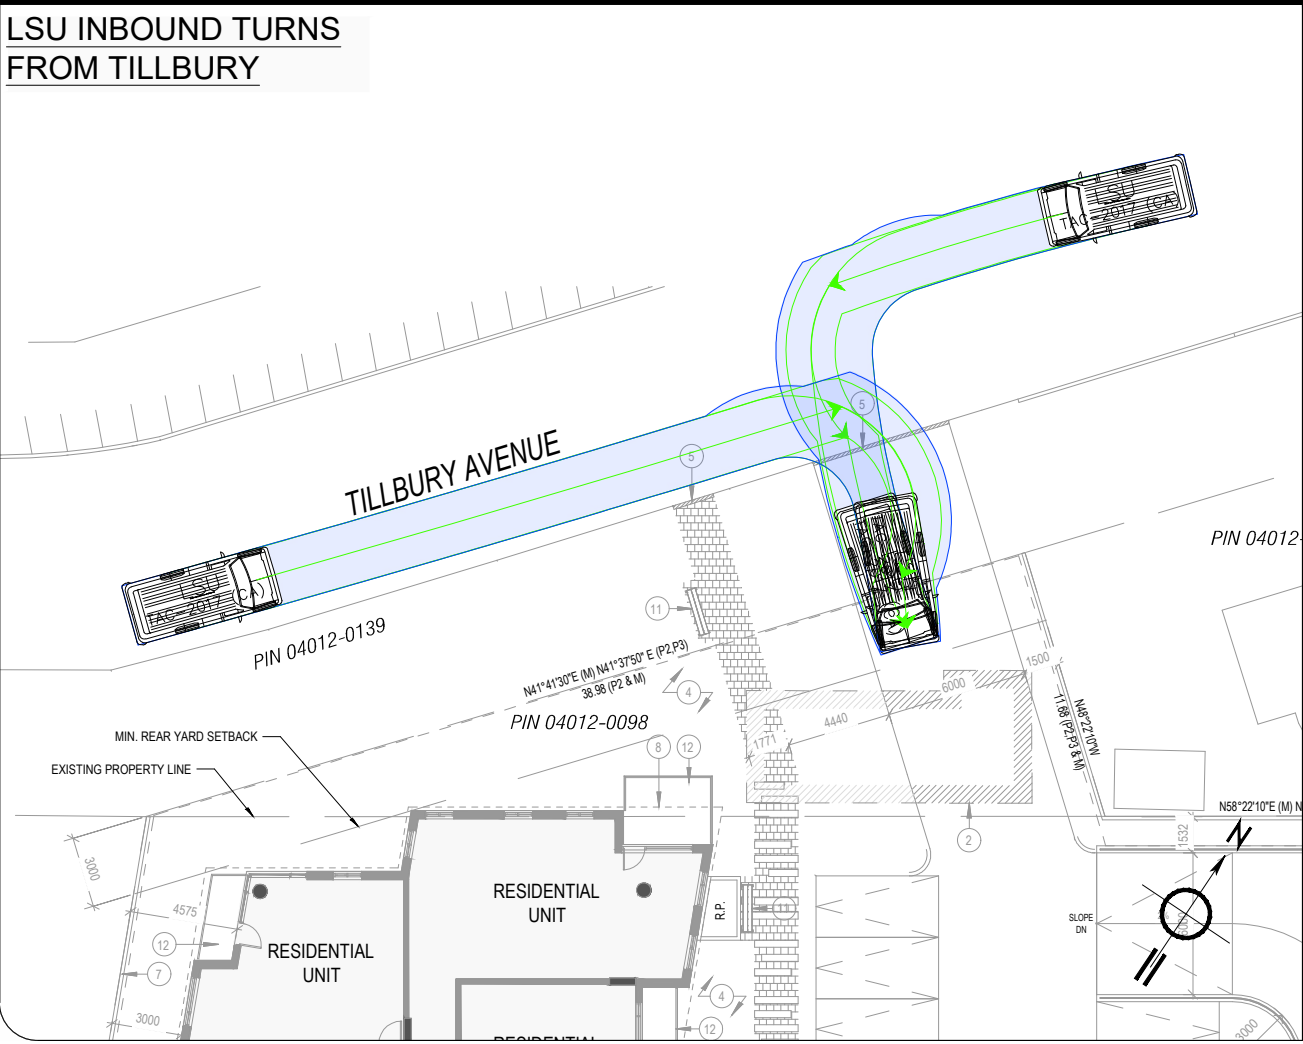 LSU INBOUND TURNS
FROM TILLBURY
LSU
TAC - 2017 (CA)
5
TILLBURY AVENUE
5
PIN 04012-
LSU
TAC - 2017 (CA)
11
PIN 04012-0139
N41°41'30"E (M) N41°37'50" E (P2,P3)
38.98 (P2 & M)
1500
6000
4
PIN 04012-0098
4440
N48°22'10"W
11.68 (P2,P3 & M)
MIN. REAR YARD SETBACK
8
12
1771
EXISTING PROPERTY LINE
N58°22'10"E (M) N
2
1532
N
3000
RESIDENTIAL
UNIT
4575
R.P.
11
SLOPE
DN
6000
12
RESIDENTIAL
UNIT
7
4
3000
12
3000
RESIDENTIAL